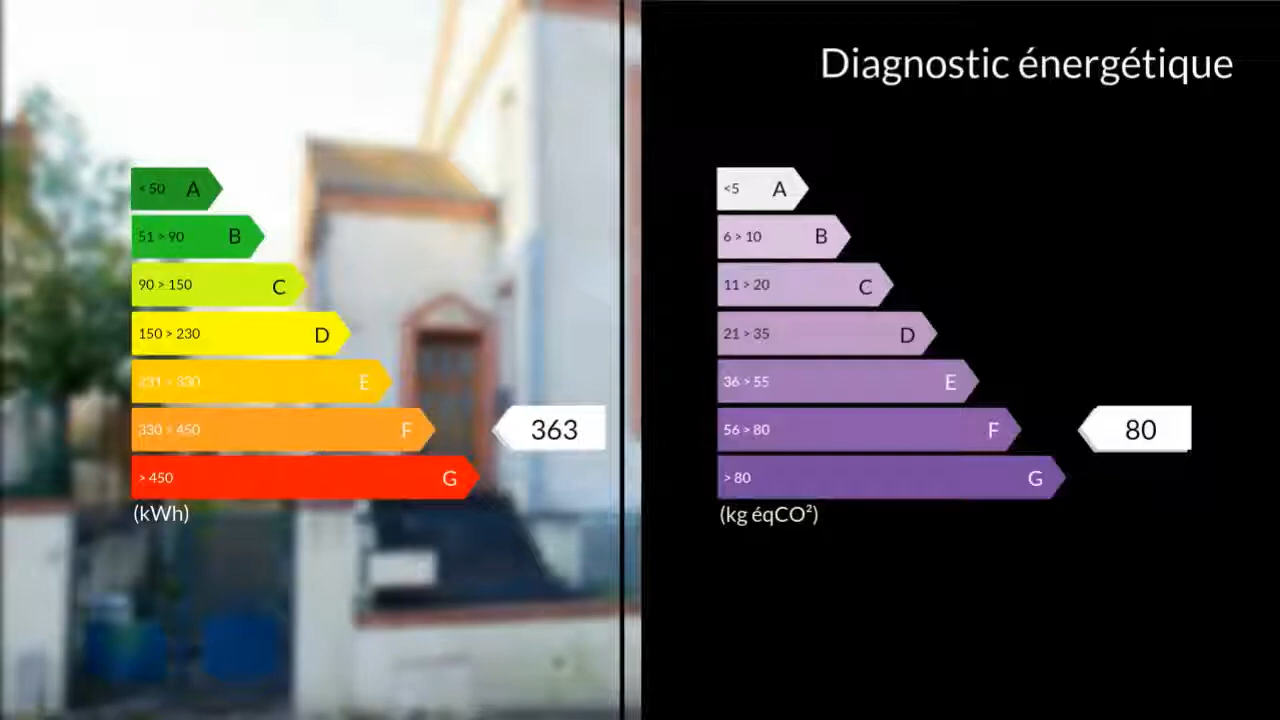 Diagnostic énergétique
< 50 A
51 > 90 B
90 > 150 C
150 > 230 D
231 > 330 E
330 > 450 F
363
> 450 G
(kWh)
<5 A
6 > 10 B
11 > 20 C
21 > 35 D
36 > 55 E
56 > 80 F
80
> 80 G
(kg éqCO²)